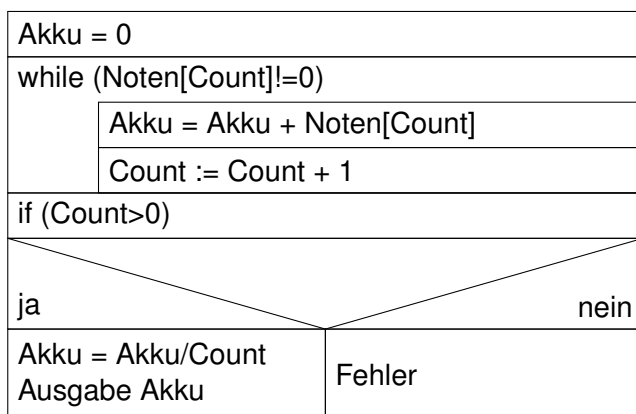 Akku = 0
while (Noten[Count]!=0)
Akku = Akku + Noten[Count]
Count := Count + 1
if (Count>0)
ja
nein
Akku = Akku/Count
Ausgabe Akku
Fehler